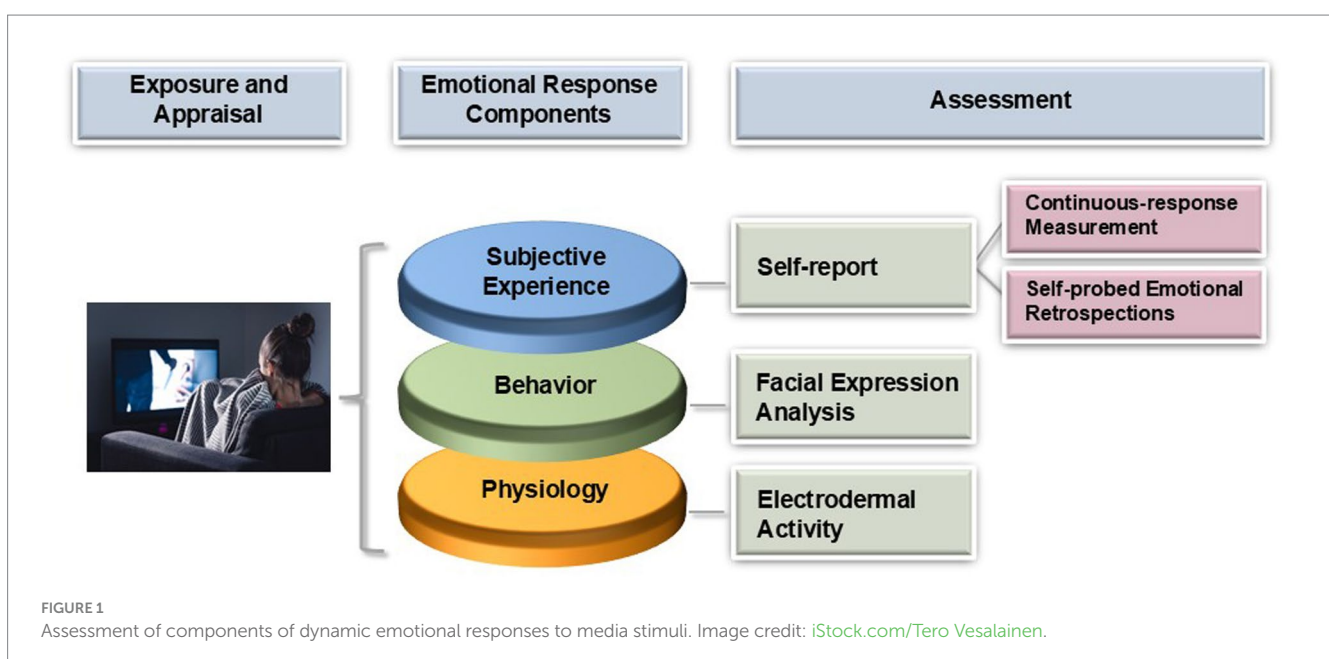 Exposure and
Appraisal
Emotional Response
Components
Assessment
Subjective
Experience
Self-report
Continuous-response
Measurement
Self-probed Emotional
Retrospections
Behavior
Facial Expression
Analysis
Physiology
Electrodermal
Activity
FIGURE 1
Assessment of components of dynamic emotional responses to media stimuli. Image credit: iStock.com/Tero Vesalainen.